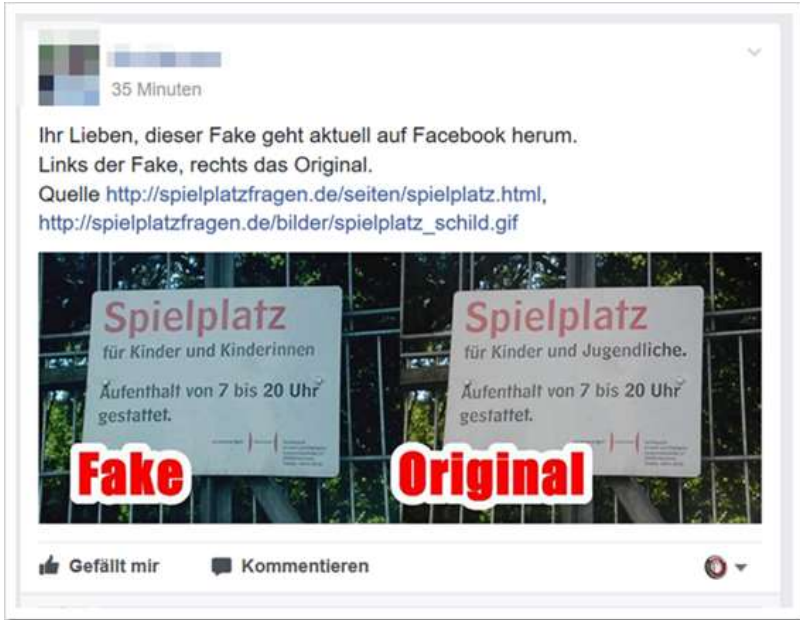 35 Minuten
Ihr Lieben, dieser Fake geht aktuell auf Facebook herum.
Links der Fake, rechts das Original.
Quelle http://spielplatzfragen.de/seiten/spielplatz.html,
http://spielplatzfragen.de/bilder/spielplatz_schild.gif
Spielplatz
für Kinder und Kinderinnen
Aufenthalt von 7 bis 20 Uhr
gestattet.
Fake
Spielplatz
für Kinder und Jugendliche.
Aufenthalt von 7 bis 20 Uhr
gestattet.
Original
Gefällt mir
Kommentieren